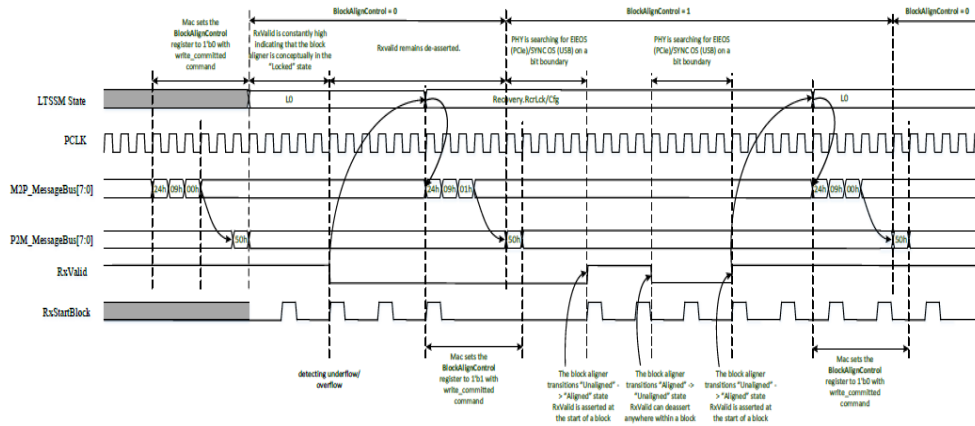 BlockAlignControl = 0
BlockAlignControl = 1
BlockAlignControl = 0
Mac sets the
BlockAlignControl
register to 1'b0 with
write_committed
command
RxValid is constantly high
indicating that the block
aligner is conceptually in the
"Locked" state
Rxvalid remains de-asserted.
PHY is searching for EIEOS
(PCIe)/SYNC OS (USB) on a
bit boundary
PHY is searching for EIEOS
(PCIe)/SYNC OS (USB) on a
bit boundary
LTSSM State
L0
Recovery.RcrLck/Cfg
L0
PCLK
M2P_MessageBus[7:0]
24h
09h
00h
24h
09h
01h
24h
09h
00h
P2M_MessageBus[7:0]
50h
50h
50h
RxValid
RxStartBlock
detecting underflow/
overflow
Mac sets the
BlockAlignControl
register to 1'b1 with
write_committed
command
The block aligner
transitions "Unaligned" -
> "Aligned" state
RxValid is asserted at
the start of a block
The block aligner
transitions "Aligned" ->
"Unaligned" state
RxValid can deassert
anywhere within a block
The block aligner
transitions "Unaligned" -
> "Aligned" state
RxValid is asserted at
the start of a block
Mac sets the
BlockAlignControl
register to 1'b0 with
write_committed
command